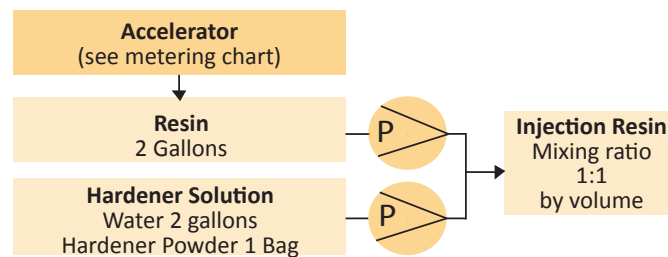 Accelerator
(see metering chart)
Resin
2 Gallons
P
Hardener Solution
Water 2 gallons
Hardener Powder 1 Bag
P
Injection Resin
Mixing ratio
1:1
by volume